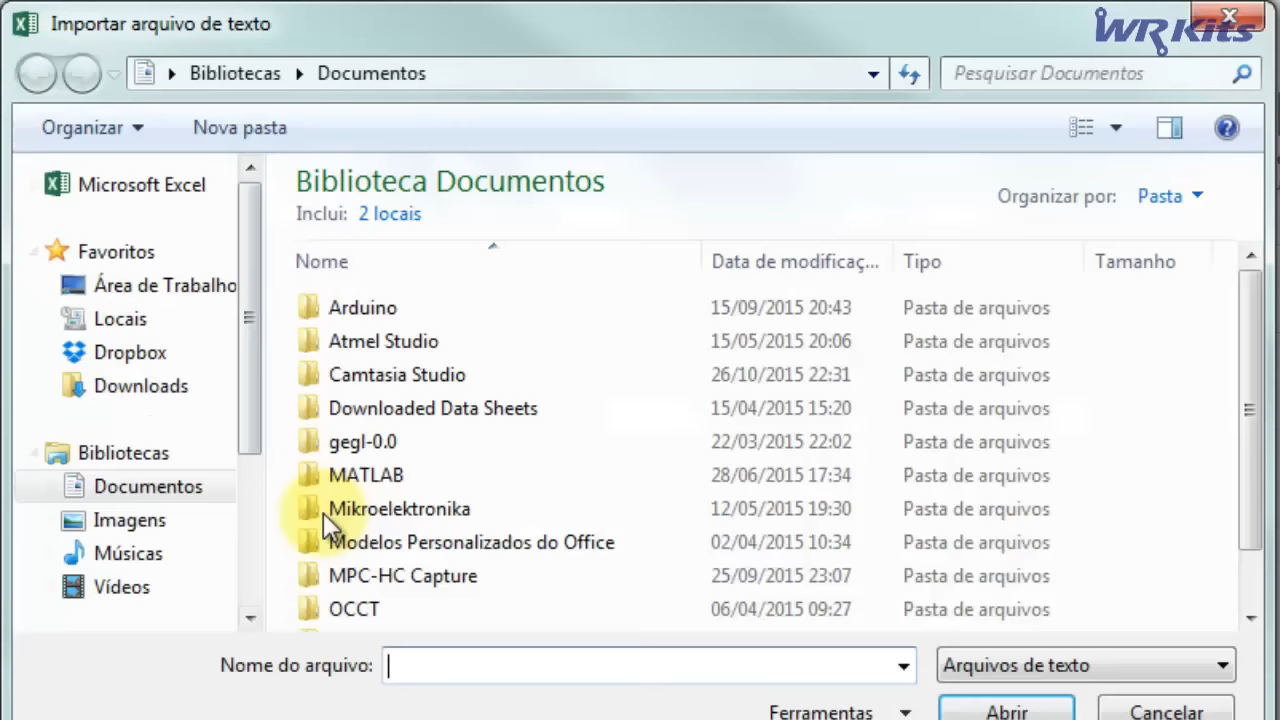 Importar arquivo de texto
WR Kits
Bibliotecas Documentos
Pesquisar Documentos
Organizar Nova pasta
Microsoft Excel
Favoritos
Área de Trabalho
Locais
Dropbox
Downloads
Bibliotecas
Documentos
Imagens
Músicas
Vídeos
Biblioteca Documentos
Inclui: 2 locais
Organizar por: Pasta
Nome Data de modificaç... Tipo Tamanho
Arduino 15/09/2015 20:43 Pasta de arquivos
Atmel Studio 15/05/2015 20:06 Pasta de arquivos
Camtasia Studio 26/10/2015 22:31 Pasta de arquivos
Downloaded Data Sheets 15/04/2015 15:20 Pasta de arquivos
gegl-0.0 22/03/2015 22:02 Pasta de arquivos
MATLAB 28/06/2015 17:34 Pasta de arquivos
Mikroelektronika 12/05/2015 19:30 Pasta de arquivos
Modelos Personalizados do Office 02/04/2015 10:34 Pasta de arquivos
MPC-HC Capture 25/09/2015 23:07 Pasta de arquivos
OCCT 06/04/2015 09:27 Pasta de arquivos
Nome do arquivo: Arquivos de texto
Ferramentas Abrir Cancelar